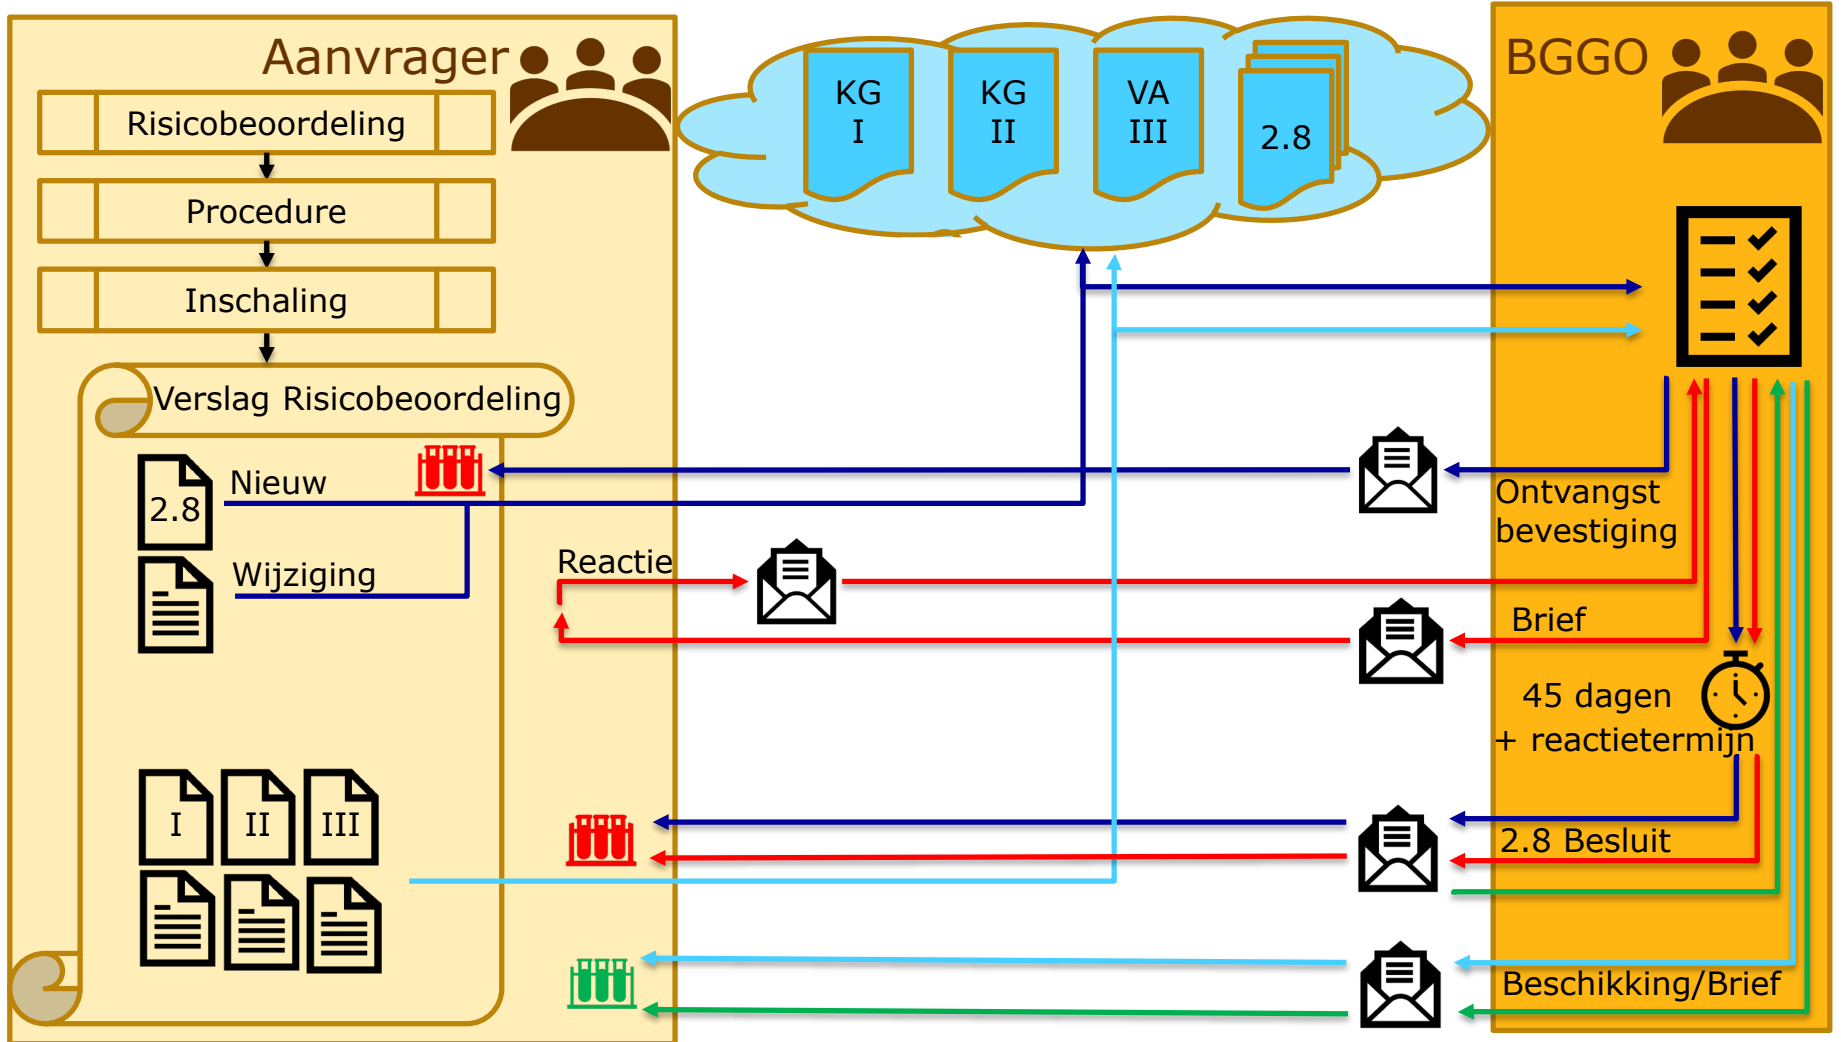 Aanvrager
Risicobeoordeling
Procedure
Inschaling
Verslag Risicobeoordeling
2.8
Nieuw
Wijziging
I
II
III
KG
I
KG
II
VA
III
2.8
BGGO
Ontvangst
bevestiging
Reactie
Brief
45 dagen
+ reactietermijn
2.8 Besluit
Beschikking/Brief